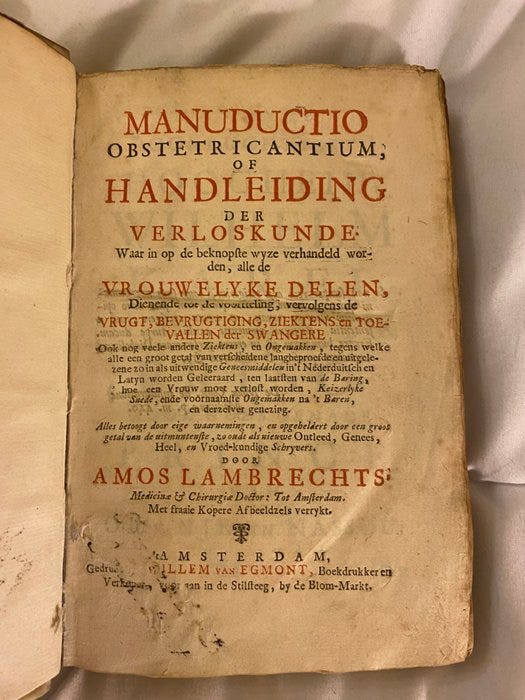 MANUDUCTIO
OBSTETRICANTIUM,
OF
HANDLEIDING
DER
VERLOSKUNDE.
Waar in op de beknopste wyze verhandeld wor-
den, alle de
VROUWELYKE DELEN,
Dienende tot de voortteling, vervolgens de
VRUGT, BEVRUGTIGING, ZIEKTENS en TOE-
VALLEN der SWANGERE
Ook nog veele andere Ziektens, en Ongemakken, tegens welke
alle een groot getal van verscheidene langbeproefde en uitgele-
zene zo in als uitwendige Geneesmiddelen in't Nederduitsch en
Latyn worden Geleeraard, ten laatsten van de Baring,
hoe een Vrouw moet verlost worden, Keizerlyke
Snede, ende voornaamste Ongemakken na 't Baren,
en derzelver genezing.
Alles betoogt door eige waarnemingen, en opgeheldert door een groot
getal van de uitmuntenste, zo oude als nieuwe Ontleed, Genees,
Heel, en Vroed-kundige Schryvers.
DOOR
AMOS LAMBRECHTS
Medicinæ & Chirurgiæ Doctor: Tot Amsterdam.
Met fraaie Kopere Afbeeldzels verrykt.
AMSTERDAM,
VAN EGMONT, Boekdrukker en
aan in de Stilsteeg, by de Blom-Markt.